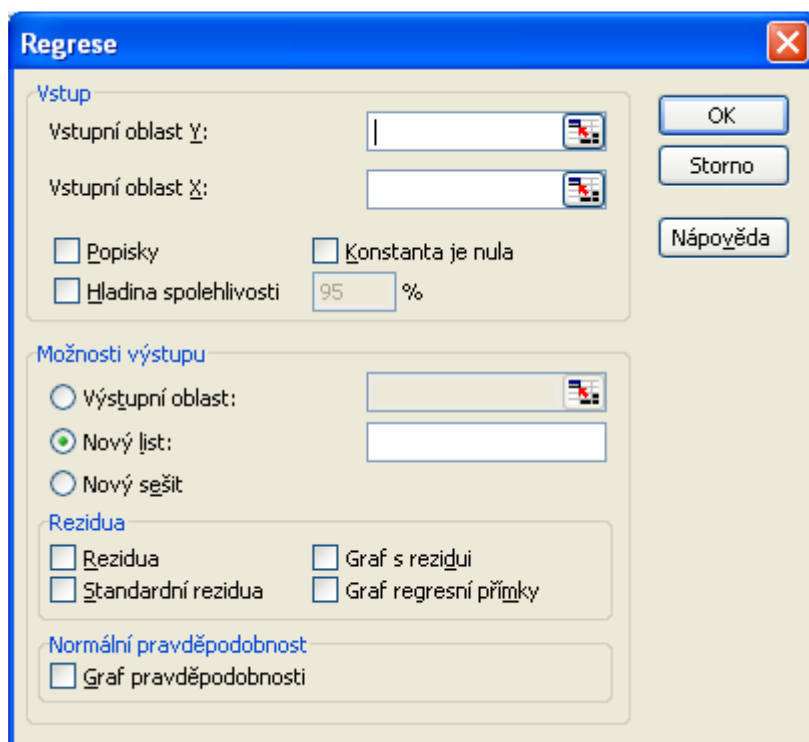 Regrese
Vstup
Vstupní oblast Y:
Vstupní oblast X:
Popisky
Konstanta je nula
Hladina spolehlivosti
95 %
OK
Storno
Nápověda
Možnosti výstupu
Výstupní oblast:
Nový list:
Nový sešit
Rezidua
Rezidua
Graf s rezidui
Standardní rezidua
Graf regresní přímky
Normální pravděpodobnost
Graf pravděpodobnosti